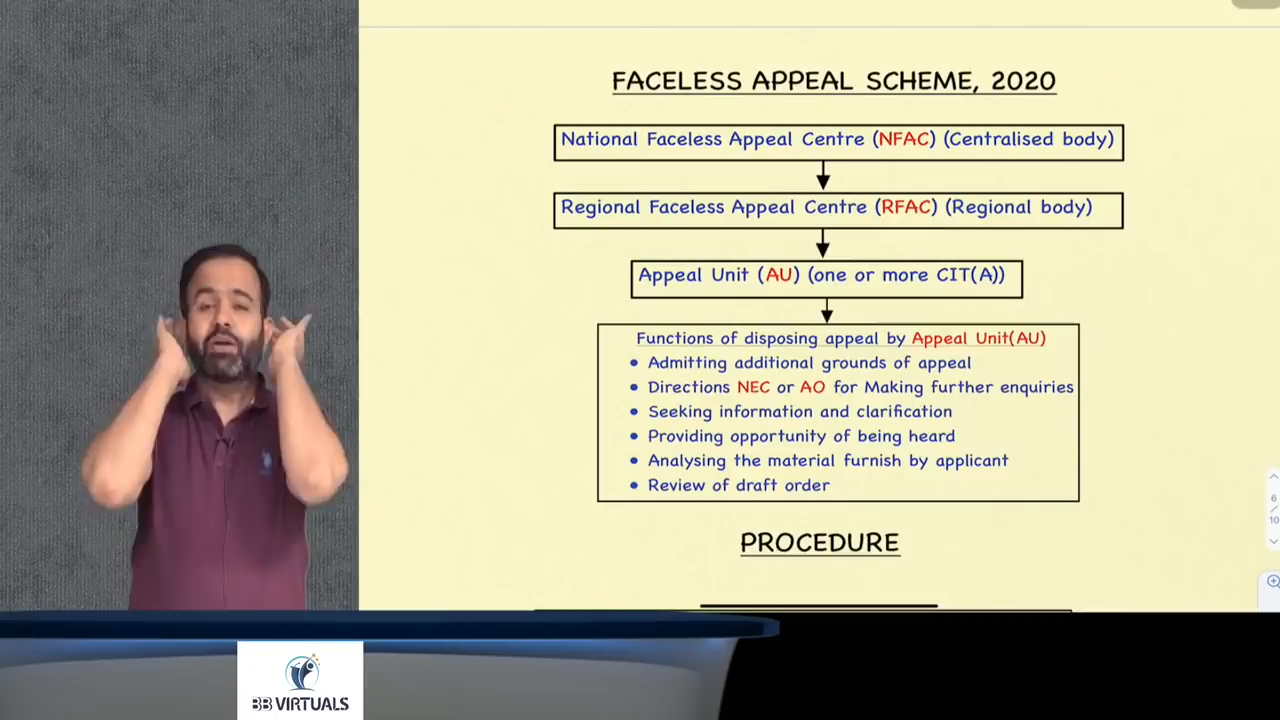 FACELESS APPEAL SCHEME, 2020
National Faceless Appeal Centre (NFAC) (Centralised body)
Regional Faceless Appeal Centre (RFAC) (Regional body)
Appeal Unit (AU) (one or more CIT(A))
Functions of disposing appeal by Appeal Unit(AU)
• Admitting additional grounds of appeal
• Directions NEC or AO for Making further enquiries
• Seeking information and clarification
• Providing opportunity of being heard
• Analysing the material furnish by applicant
• Review of draft order
PROCEDURE
6
/
10
BB VIRTUALS